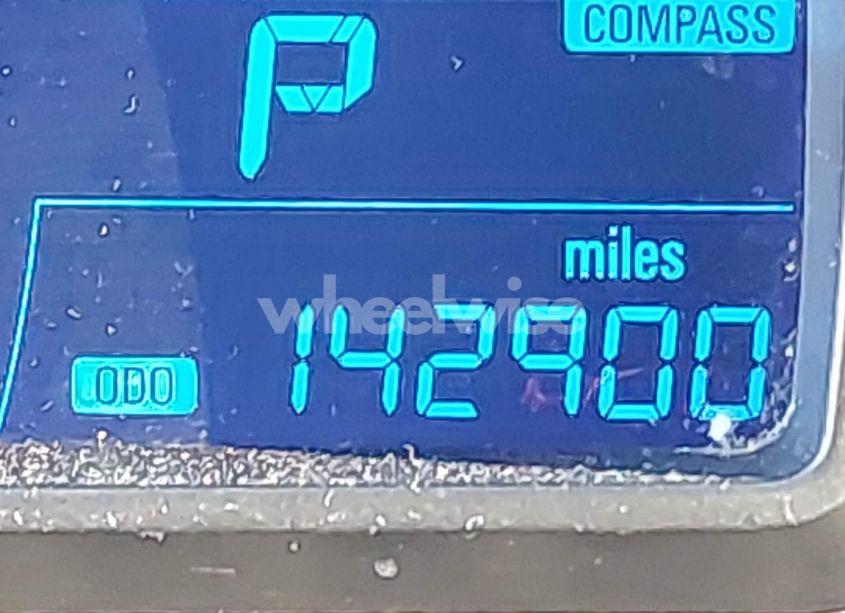 COMPASS
P
miles
wheelwise
ODO 142900